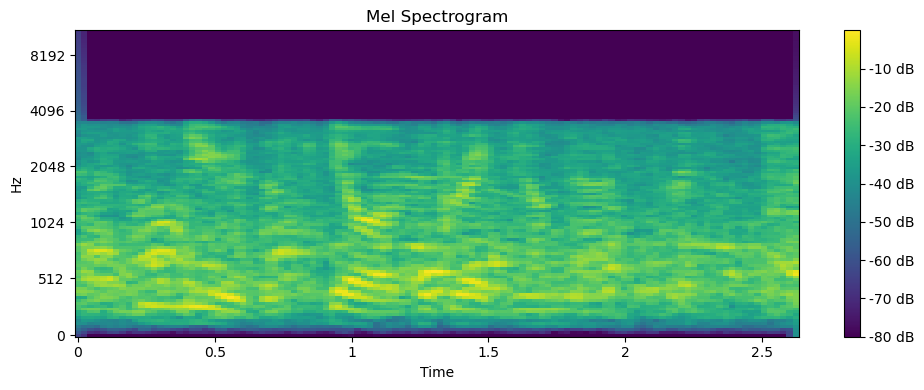 Mel Spectrogram
8192
4096
2048
1024
512
0
Hz
0
0.5
1
1.5
2
2.5
Time
-10 dB
-20 dB
-30 dB
-40 dB
-50 dB
-60 dB
-70 dB
-80 dB